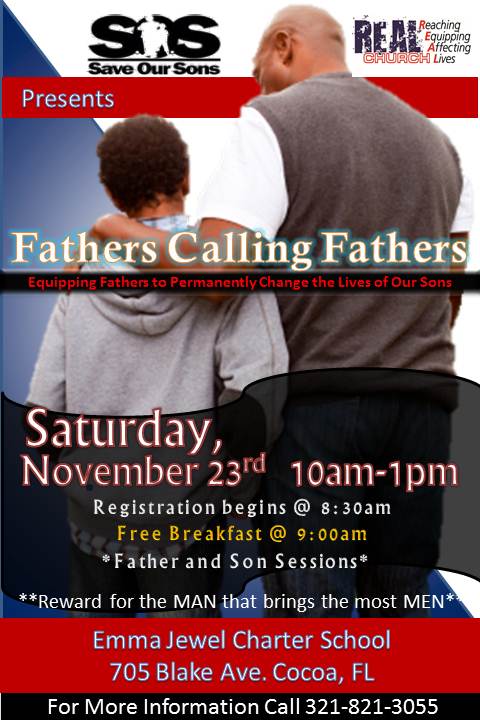 SOS
Save Our Sons
REAL
CHURCH
Reaching
Equipping
Affecting
Lives
Presents
Fathers Calling Fathers
Equipping Fathers to Permanently Change the Lives of Our Sons
Saturday,
November 23rd 10am-1pm
Registration begins @ 8:30am
Free Breakfast @ 9:00am
*Father and Son Sessions*
**Reward for the MAN that brings the most MEN**
Emma Jewel Charter School
705 Blake Ave. Cocoa, FL
For More Information Call 321-821-3055